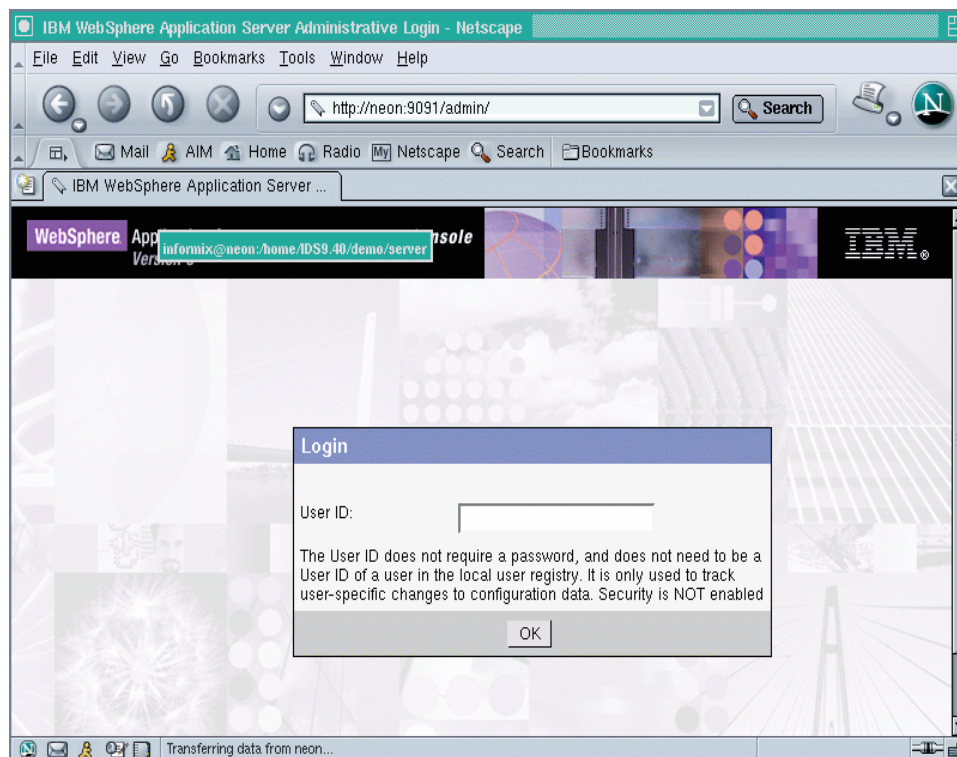 IBM WebSphere Application Server Administrative Login - Netscape
File Edit View Go Bookmarks Tools Window Help
http://neon:9091/admin/
Search
N
Mail AIM Home Radio My Netscape Search Bookmarks
IBM WebSphere Application Server ...
WebSphere
informix@neon:/home/IDS9.40/demo/server
IBM®
Login
User ID:
The User ID does not require a password, and does not need to be a
User ID of a user in the local user registry. It is only used to track
user-specific changes to configuration data. Security is NOT enabled
OK
Transferring data from neon...